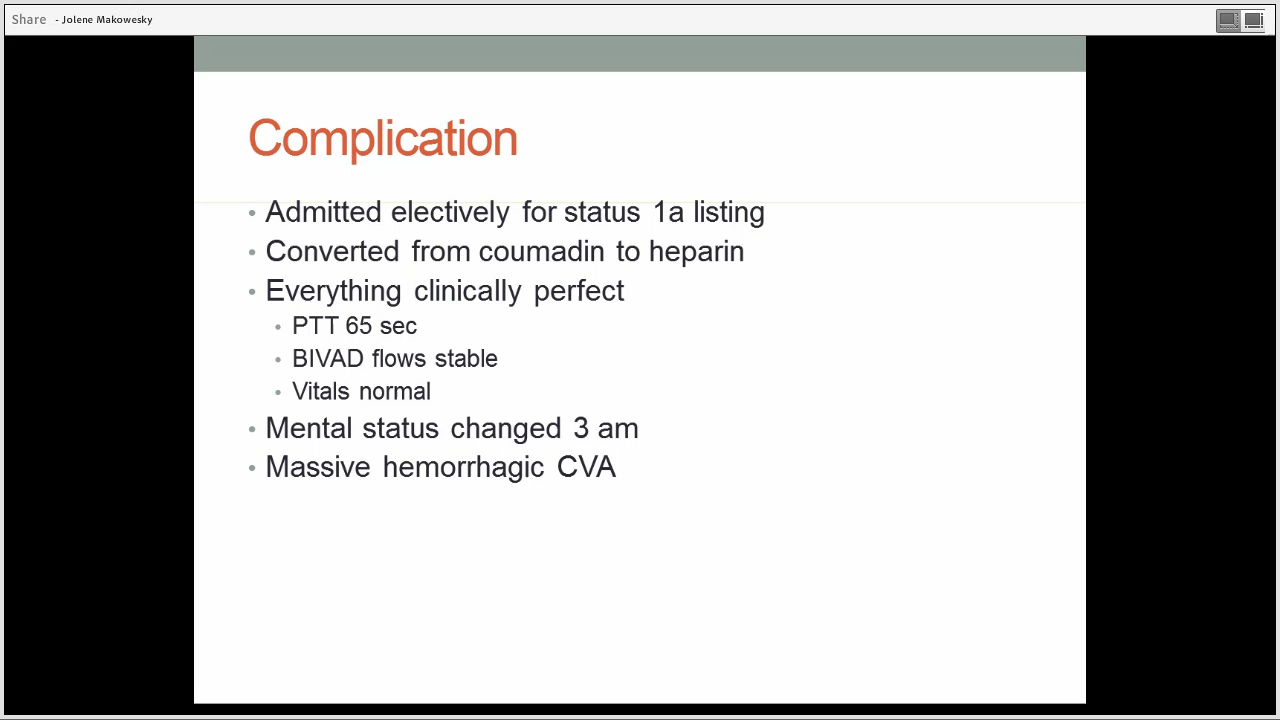 Share - Jolene Makowesky
Complication
• Admitted electively for status 1a listing
• Converted from coumadin to heparin
• Everything clinically perfect
• PTT 65 sec
• BIVAD flows stable
• Vitals normal
• Mental status changed 3 am
• Massive hemorrhagic CVA